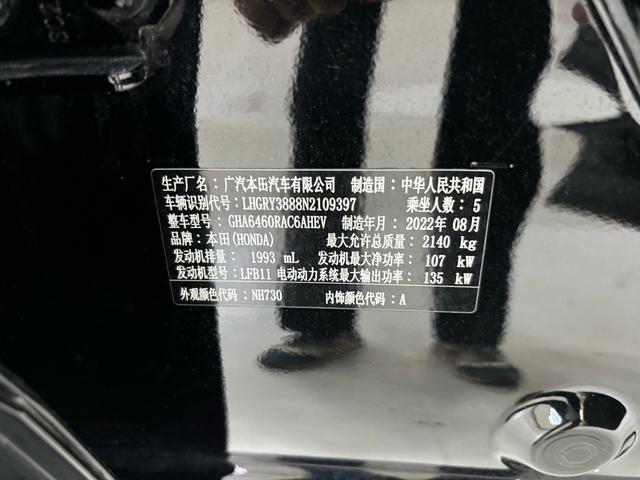 生产厂名：广汽本田汽车有限公司 制造国：中华人民共和国
车辆识别代号：LHGRY3888N2109397 乘坐人数：5
整车型号：GHA6460RAC6AHEV 制造年月：2022年08月
品牌：本田(HONDA) 最大允许总质量：2140 kg
发动机排量：1993 mL 发动机最大净功率：107 kW
发动机型号：LFB11 电动动力系统最大输出功率：135 kW
外观颜色代码：NH730 内饰颜色代码：A